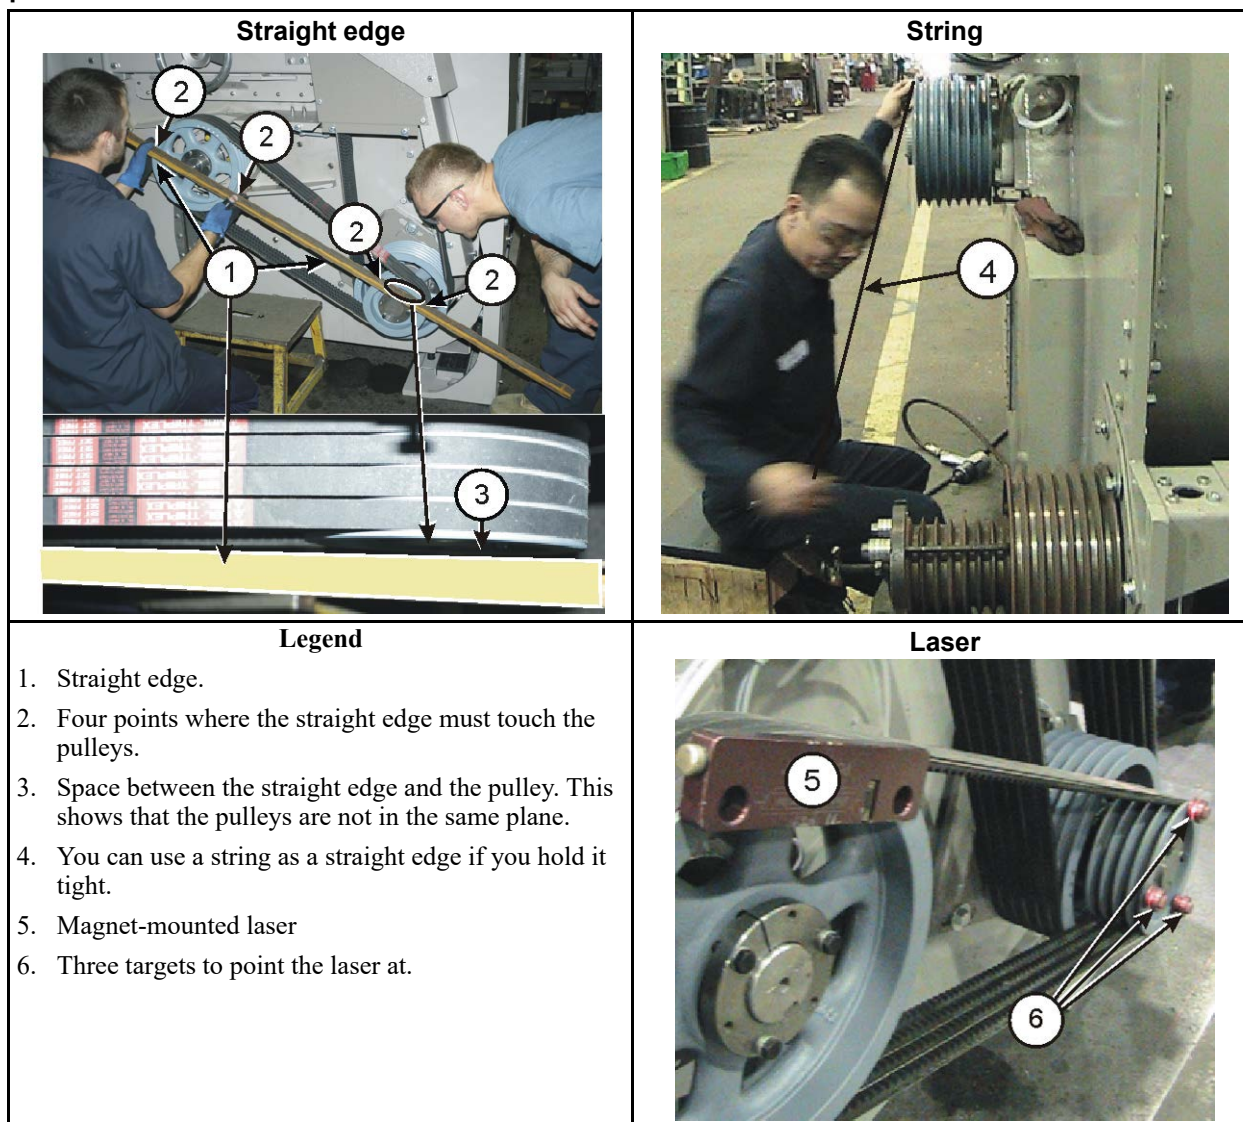 Straight edge
2
2
2
1
2
3
String
4
Legend
1. Straight edge.
2. Four points where the straight edge must touch the
pulleys.
3. Space between the straight edge and the pulley. This
shows that the pulleys are not in the same plane.
4. You can use a string as a straight edge if you hold it
tight.
5. Magnet-mounted laser
6. Three targets to point the laser at.
Laser
5
6